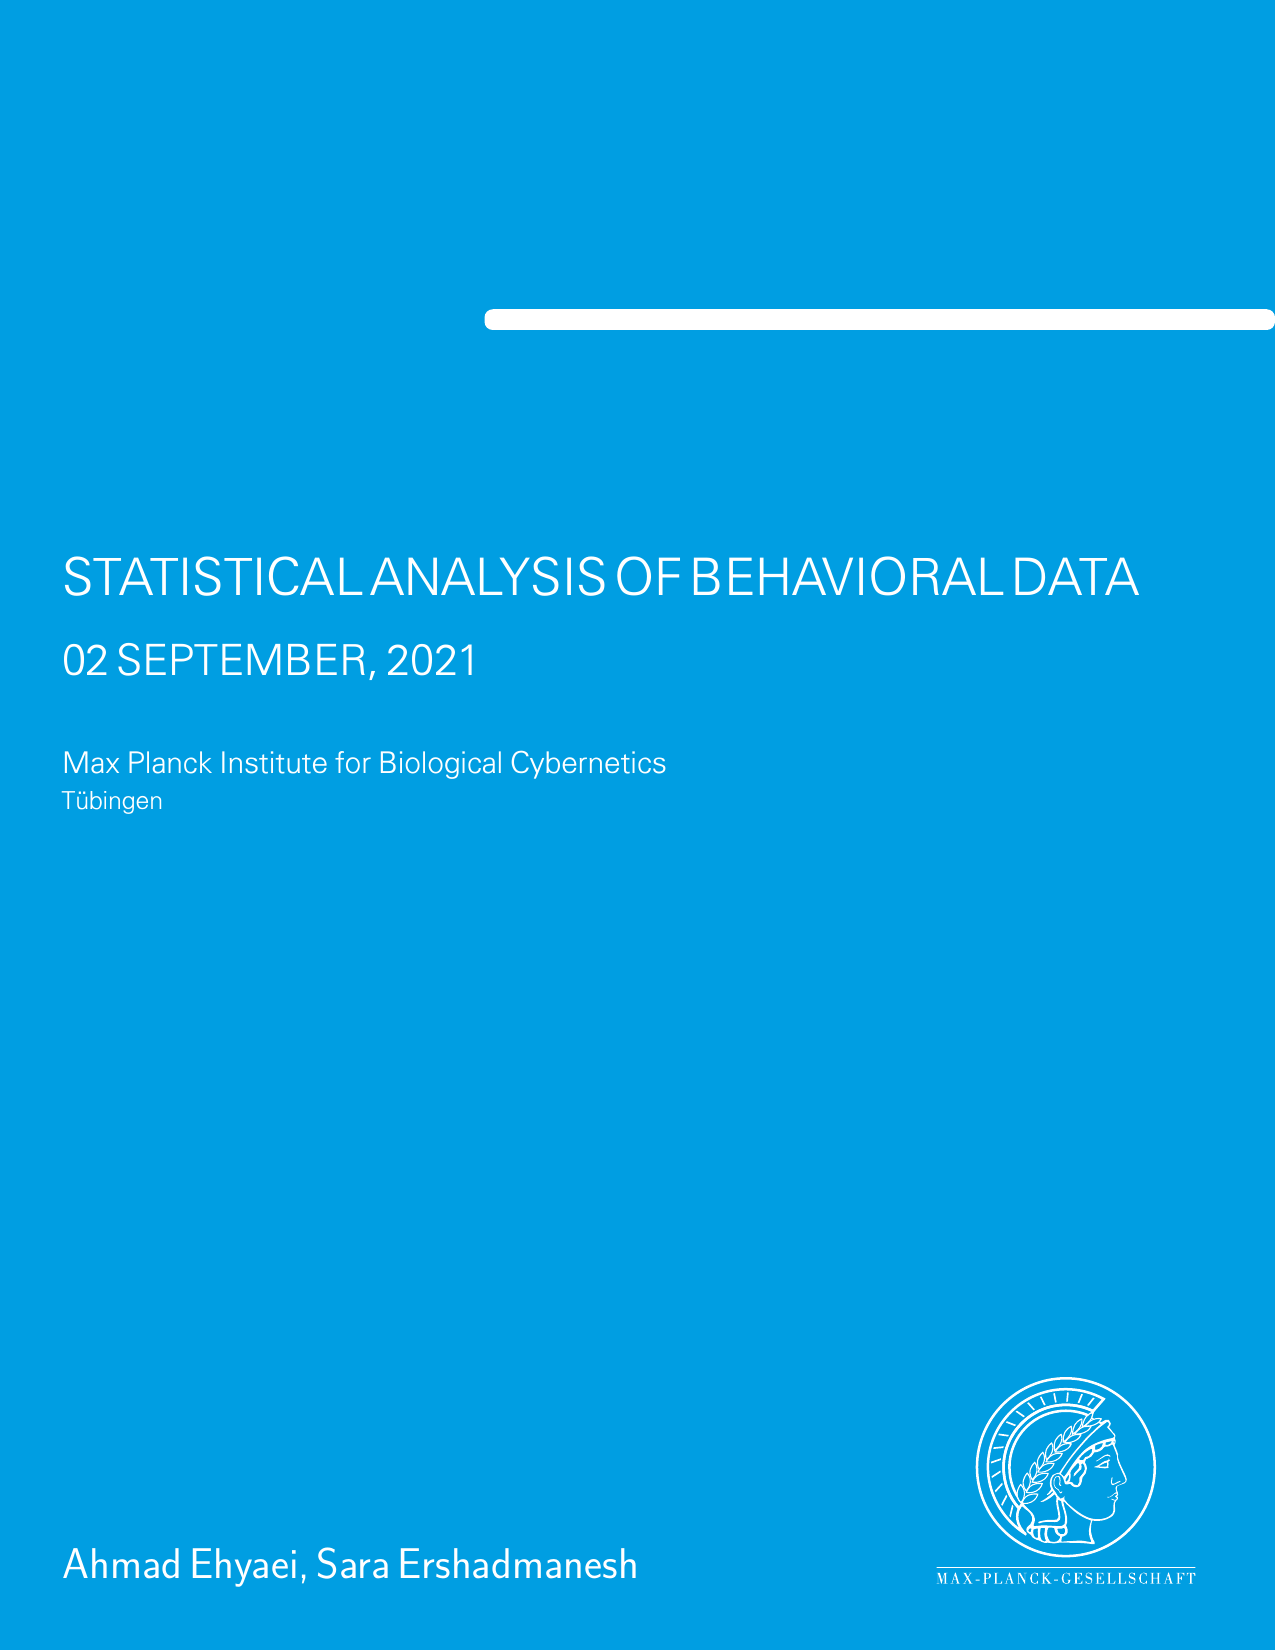 STATISTICAL ANALYSIS OF BEHAVIORAL DATA
02 SEPTEMBER, 2021
Max Planck Institute for Biological Cybernetics
Tübingen
Ahmad Ehyaei, Sara Ershadmanesh
MAX-PLANCK-GESELLSCHAFT